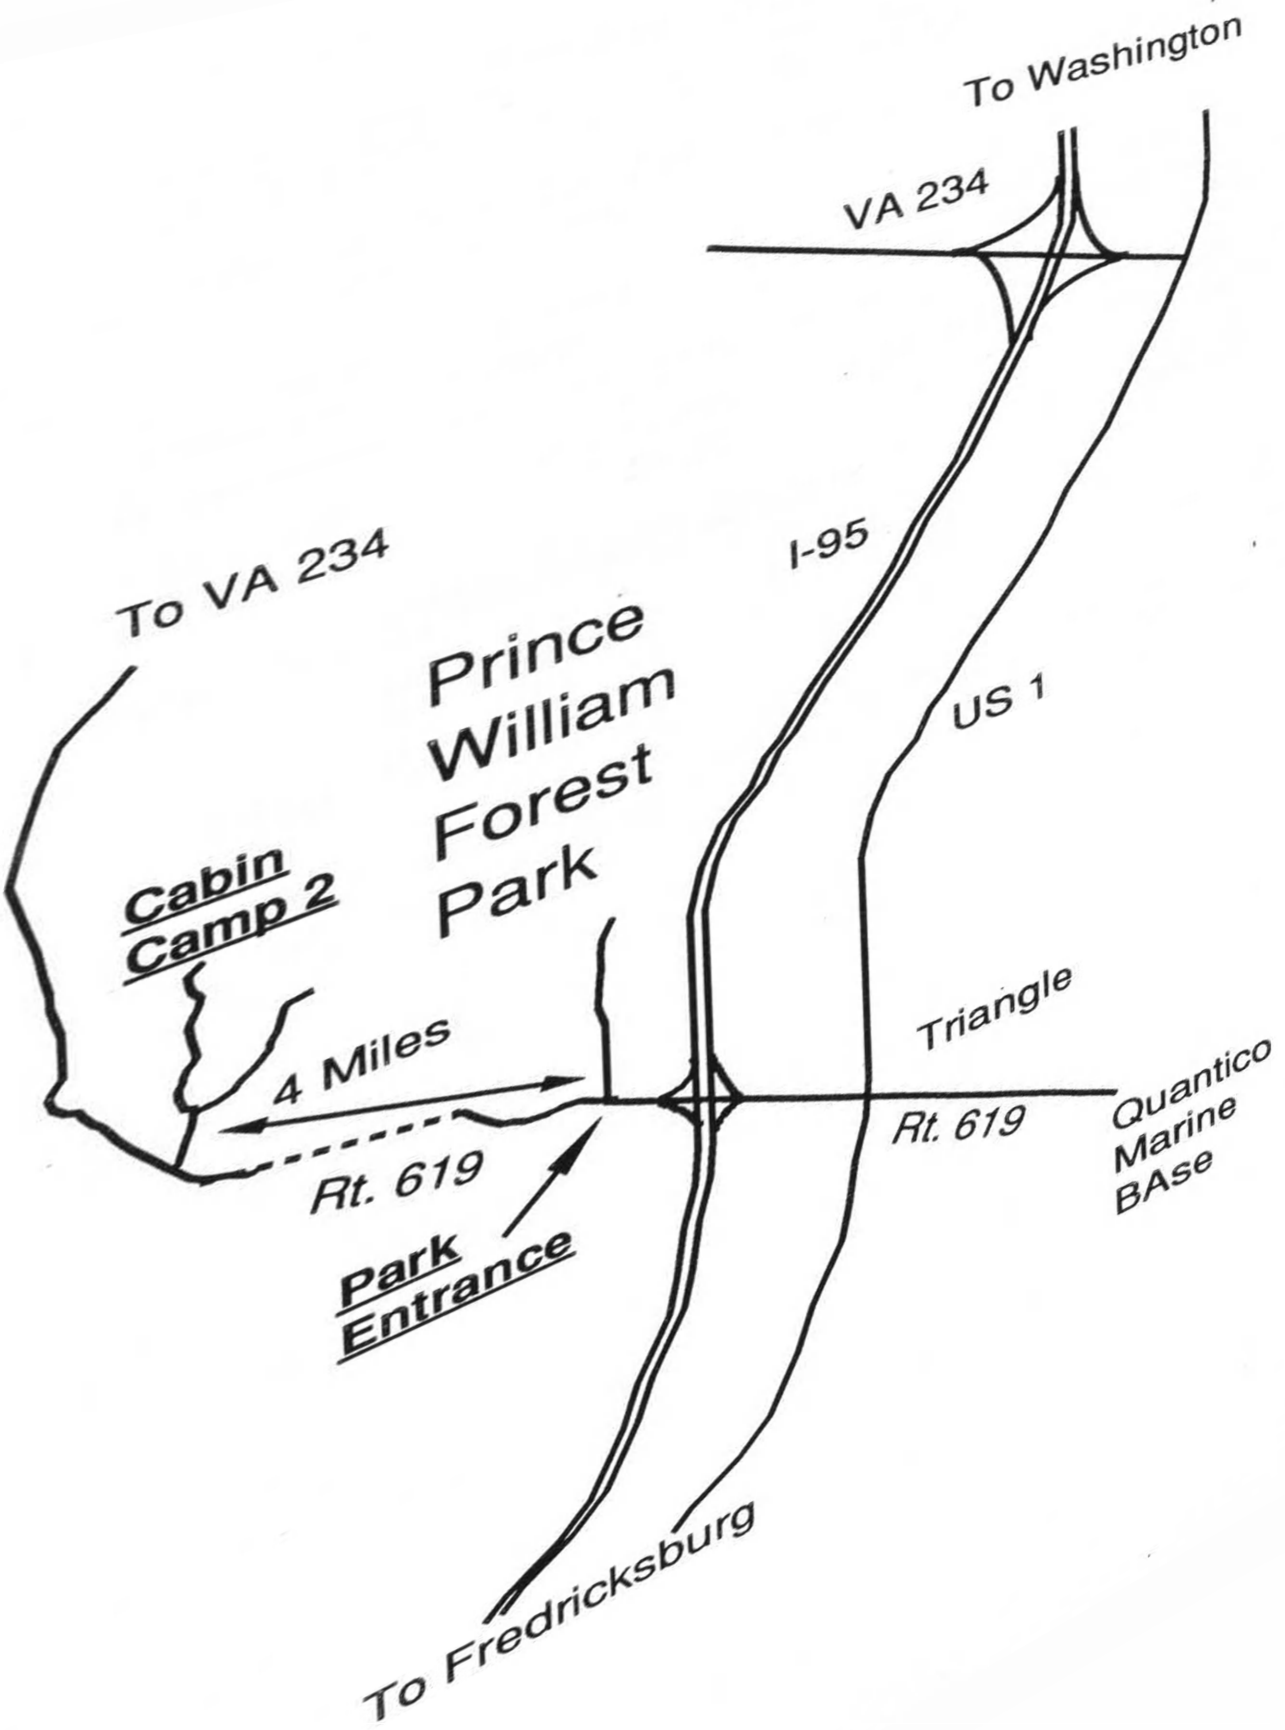 To Washington
VA 234
I-95
To VA 234
Prince
William
Forest
Park
US 1
Cabin
Camp 2
4 Miles
Triangle
Quantico
Marine
BAse
Rt. 619
Rt. 619
Park
Entrance
To Fredricksburg